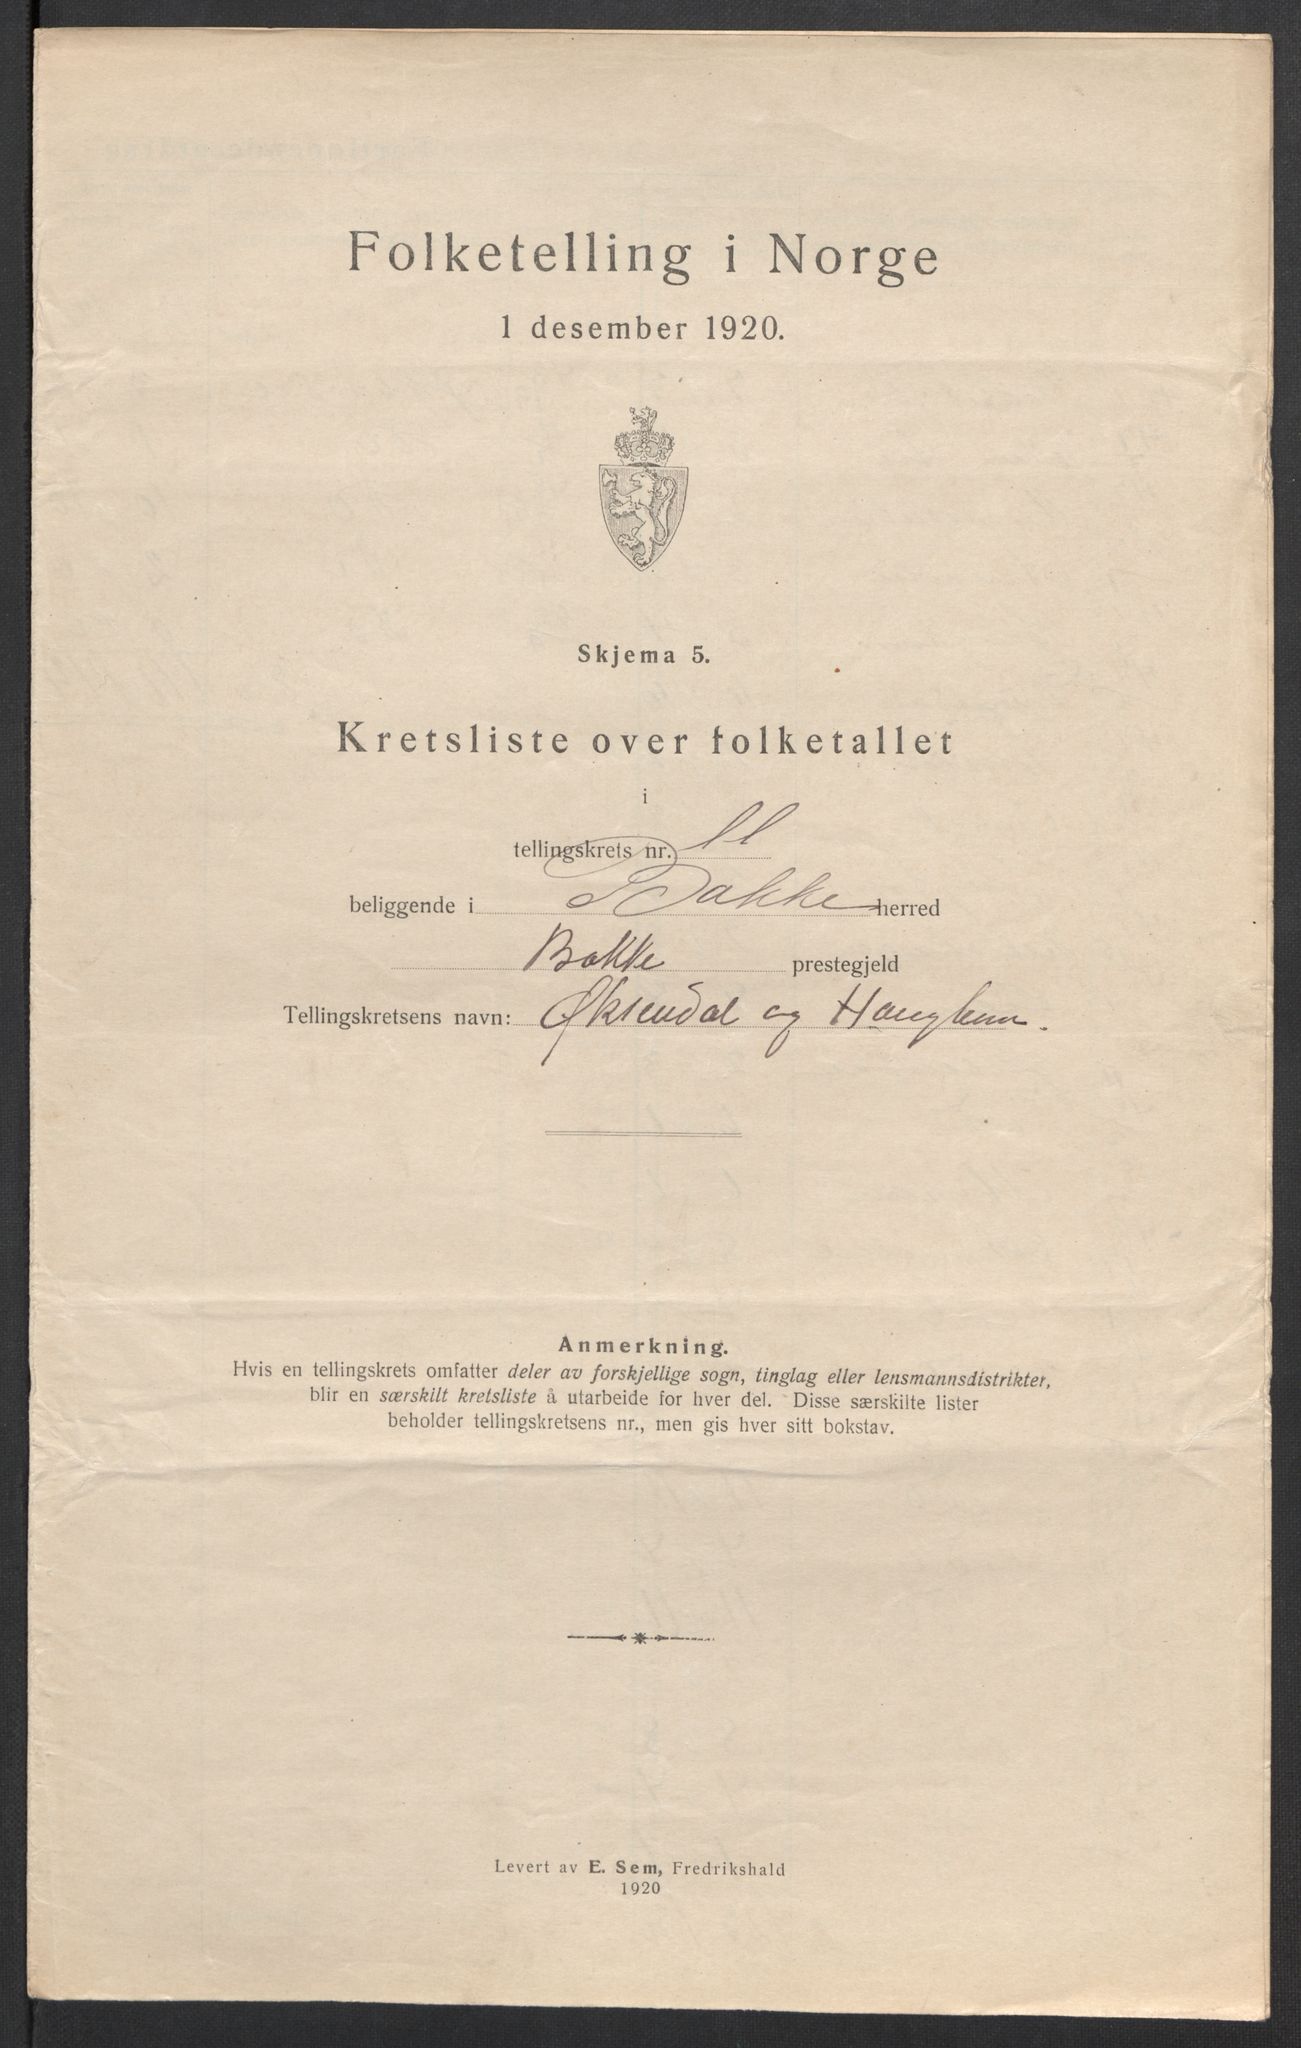 Folketelling i Norge
1 desember 1920.
Skjema 5.
Kretsliste over folketallet
i
tellingskrets nr. 11
beliggende i Bakke herred
Bakke prestegjeld
Tellingskretsens navn: Øksendal og Haughum.
Anmerkning.
Hvis en tellingskrets omfatter deler av forskjellige sogn, tinglag eller lensmannsdistrikter,
blir en særskilt kretsliste å utarbeide for hver del. Disse særskilte lister
beholder tellingskretsens nr., men gis hver sitt bokstav.
Levert av E. Sem, Fredrikshald
1920